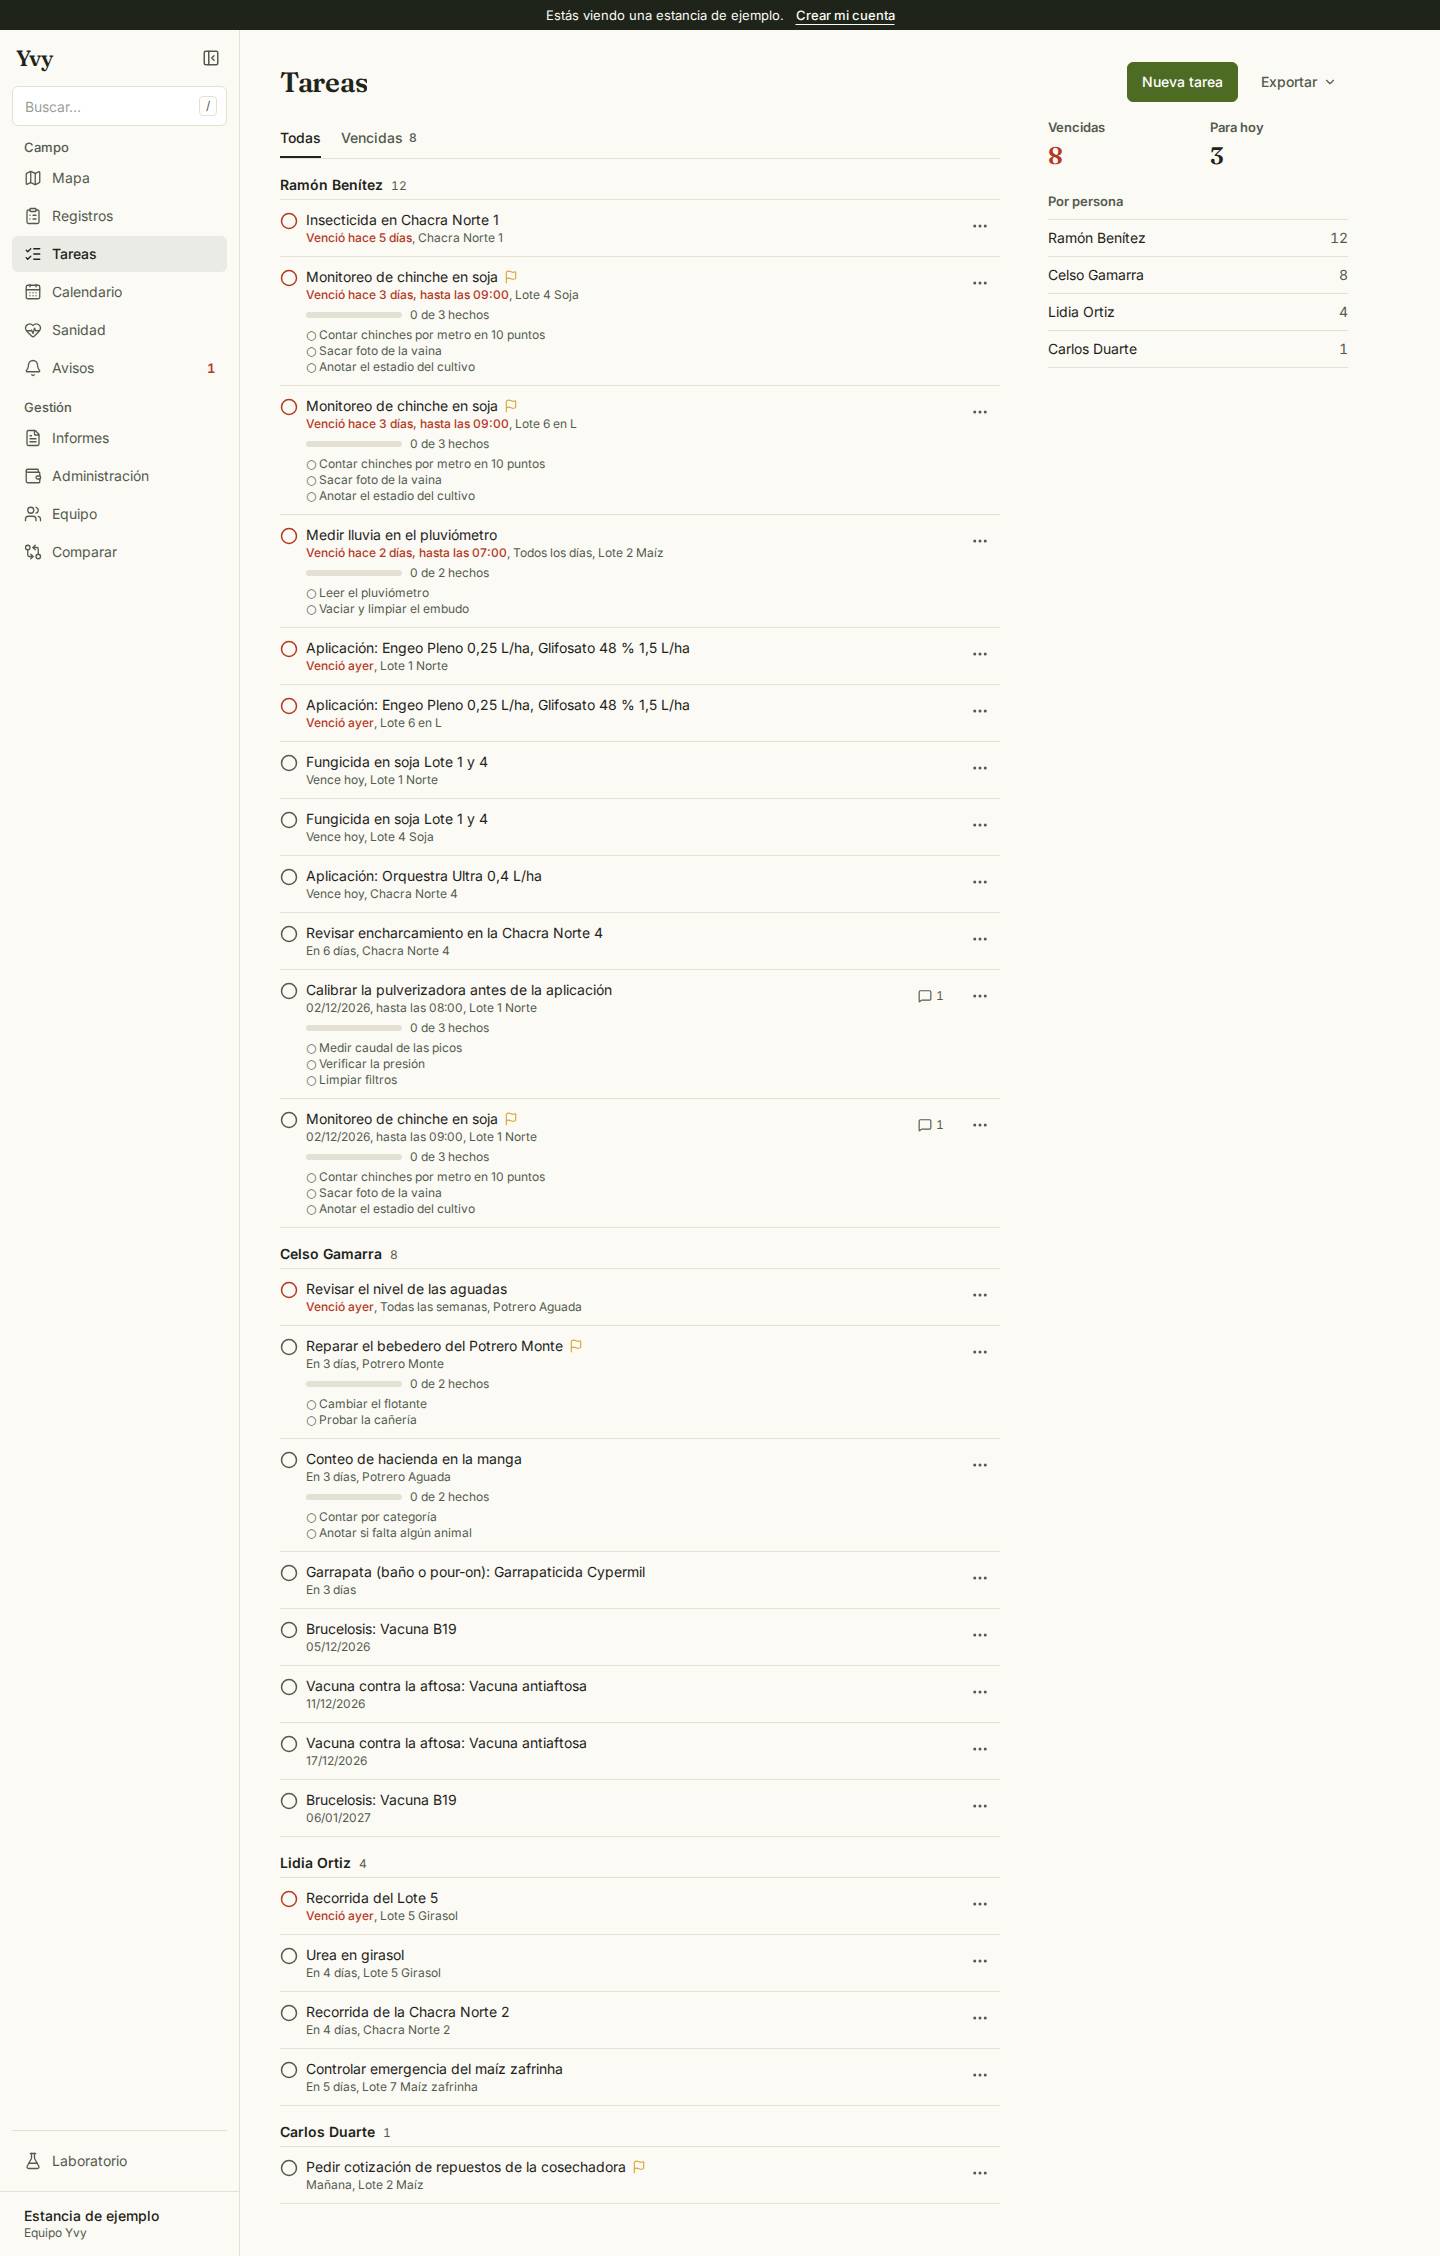 Estás viendo una estancia de ejemplo. Crear mi cuenta
Yvy
Buscar... /
Campo
Mapa
Registros
Tareas
Calendario
Sanidad
Avisos 1
Gestión
Informes
Administración
Equipo
Comparar
Laboratorio
Estancia de ejemplo
Equipo Yvy
Tareas
Nueva tarea
Exportar
Todas
Vencidas 8
Ramón Benítez 12
Insecticida en Chacra Norte 1
Venció hace 5 días, Chacra Norte 1
Monitoreo de chinche en soja
Venció hace 3 días, hasta las 09:00, Lote 4 Soja
0 de 3 hechos
Contar chinches por metro en 10 puntos
Sacar foto de la vaina
Anotar el estadio del cultivo
Monitoreo de chinche en soja
Venció hace 3 días, hasta las 09:00, Lote 6 en L
0 de 3 hechos
Contar chinches por metro en 10 puntos
Sacar foto de la vaina
Anotar el estadio del cultivo
Medir lluvia en el pluviómetro
Venció hace 2 días, hasta las 07:00, Todos los días, Lote 2 Maíz
0 de 2 hechos
Leer el pluviómetro
Vaciar y limpiar el embudo
Aplicación: Engeo Pleno 0,25 L/ha, Glifosato 48 % 1,5 L/ha
Venció ayer, Lote 1 Norte
Aplicación: Engeo Pleno 0,25 L/ha, Glifosato 48 % 1,5 L/ha
Venció ayer, Lote 6 en L
Fungicida en soja Lote 1 y 4
Vence hoy, Lote 1 Norte
Fungicida en soja Lote 1 y 4
Vence hoy, Lote 4 Soja
Aplicación: Orquestra Ultra 0,4 L/ha
Vence hoy, Chacra Norte 4
Revisar encharcamiento en la Chacra Norte 4
En 6 días, Chacra Norte 4
Calibrar la pulverizadora antes de la aplicación 1
02/12/2026, hasta las 08:00, Lote 1 Norte
0 de 3 hechos
Medir caudal de las picos
Verificar la presión
Limpiar filtros
Monitoreo de chinche en soja 1
02/12/2026, hasta las 09:00, Lote 1 Norte
0 de 3 hechos
Contar chinches por metro en 10 puntos
Sacar foto de la vaina
Anotar el estadio del cultivo
Celso Gamarra 8
Revisar el nivel de las aguadas
Venció ayer, Todas las semanas, Potrero Aguada
Reparar el bebedero del Potrero Monte
En 3 días, Potrero Monte
0 de 2 hechos
Cambiar el flotante
Probar la cañería
Conteo de hacienda en la manga
En 3 días, Potrero Aguada
0 de 2 hechos
Contar por categoría
Anotar si falta algún animal
Garrapata (baño o pour-on): Garrapaticida Cypermil
En 3 días
Brucelosis: Vacuna B19
05/12/2026
Vacuna contra la aftosa: Vacuna antiaftosa
11/12/2026
Vacuna contra la aftosa: Vacuna antiaftosa
17/12/2026
Brucelosis: Vacuna B19
06/01/2027
Lidia Ortiz 4
Recorrida del Lote 5
Venció ayer, Lote 5 Girasol
Urea en girasol
En 4 días, Lote 5 Girasol
Recorrida de la Chacra Norte 2
En 4 días, Chacra Norte 2
Controlar emergencia del maíz zafrinha
En 5 días, Lote 7 Maíz zafrinha
Carlos Duarte 1
Pedir cotización de repuestos de la cosechadora
Mañana, Lote 2 Maíz
Vencidas
8
Para hoy
3
Por persona
Ramón Benítez 12
Celso Gamarra 8
Lidia Ortiz 4
Carlos Duarte 1